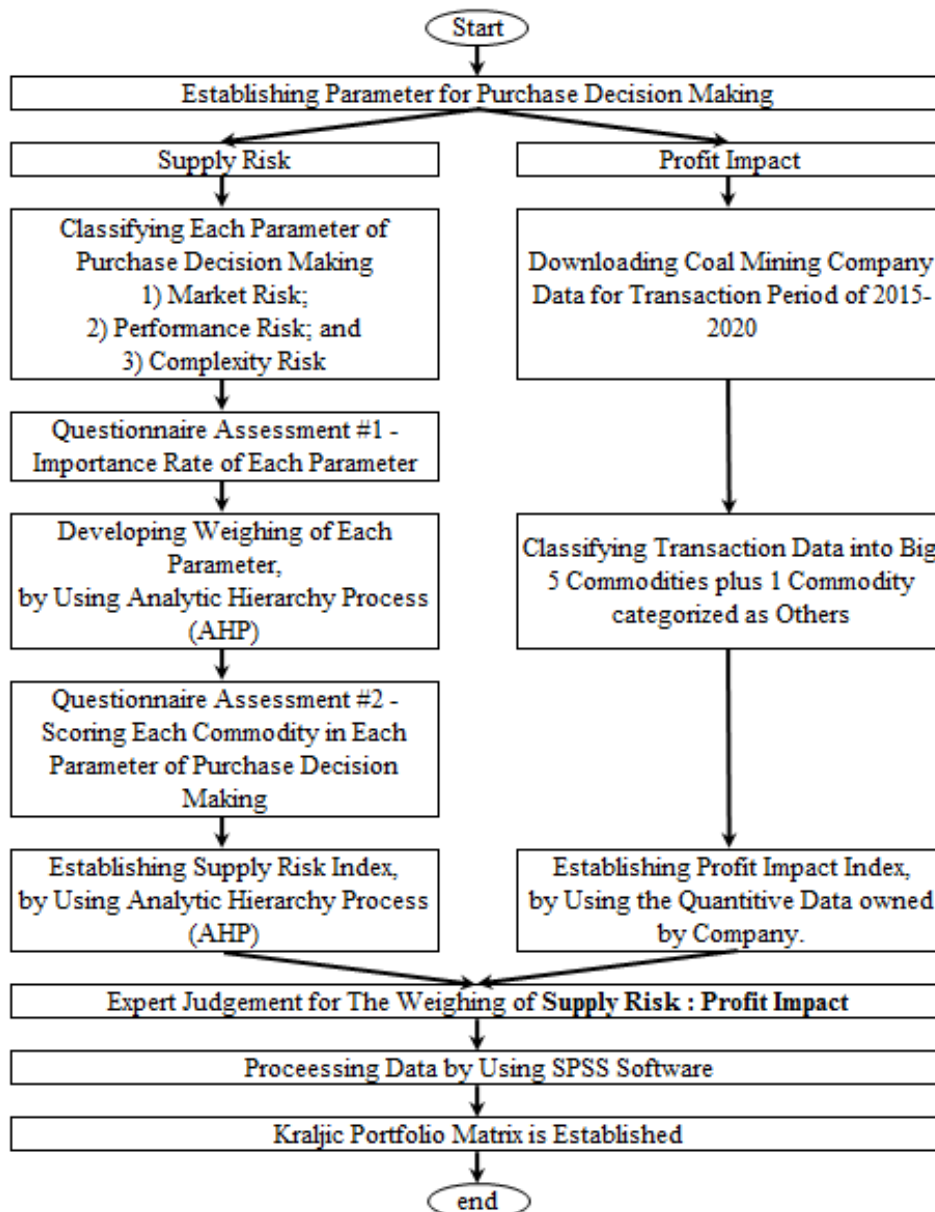 Start
Establishing Parameter for Purchase Decision Making
Supply Risk
Profit Impact
Classifying Each Parameter of
Purchase Decision Making
1) Market Risk;
2) Performance Risk; and
3) Complexity Risk
Downloading Coal Mining Company
Data for Transaction Period of 2015-
2020
Questionnaire Assessment #1 -
Importance Rate of Each Parameter
Developing Weighing of Each
Parameter,
by Using Analytic Hierarchy Process
(AHP)
Classifying Transaction Data into Big
5 Commodities plus 1 Commodity
categorized as Others
Questionnaire Assessment #2 -
Scoring Each Commodity in Each
Parameter of Purchase Decision
Making
Establishing Supply Risk Index,
by Using Analytic Hierarchy Process
(AHP)
Establishing Profit Impact Index,
by Using the Quantitive Data owned
by Company.
Expert Judgement for The Weighing of Supply Risk : Profit Impact
Proceessing Data by Using SPSS Software
Kraljic Portfolio Matrix is Established
end